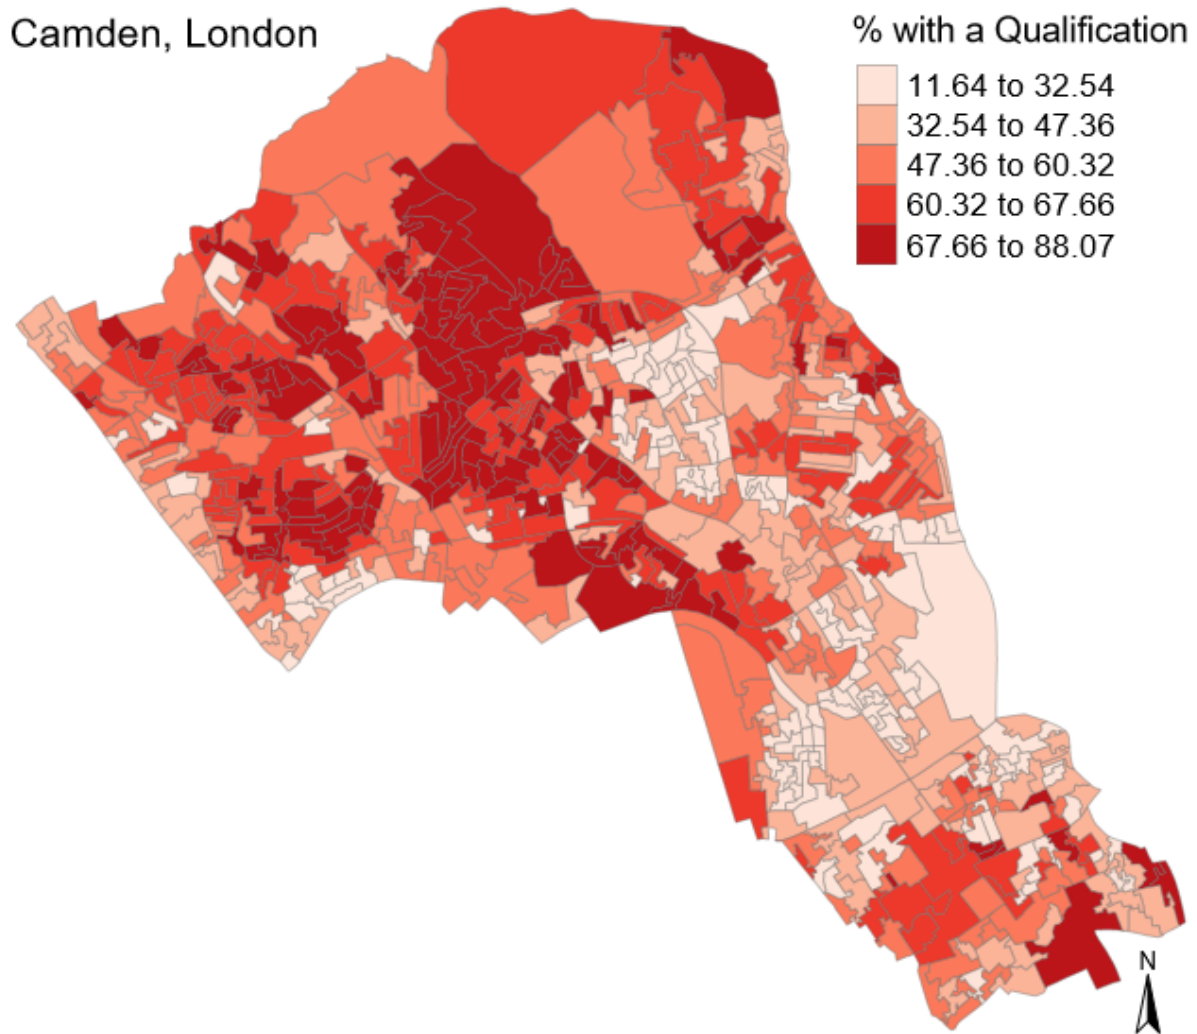 Camden, London
% with a Qualification
11.64 to 32.54
32.54 to 47.36
47.36 to 60.32
60.32 to 67.66
67.66 to 88.07
N